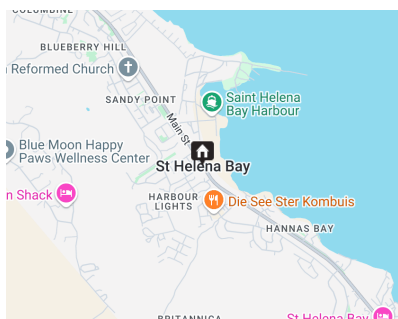 COLUMBINE
BLUEBERRY HILL
Reformed Church
SANDY POINT
Saint Helena
Bay Harbour
Main St
Blue Moon Happy
Paws Wellness Center
St Helena Bay
n Shack
HARBOUR
LIGHTS
Die See Ster Kombuis
HANNAS BAY
BRITANNICA
St Helena Bay